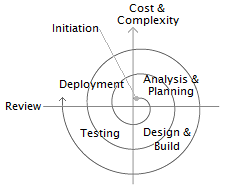 Cost &
Complexity
Initiation
Deployment
Analysis &
Planning
Review
Testing
Design &
Build